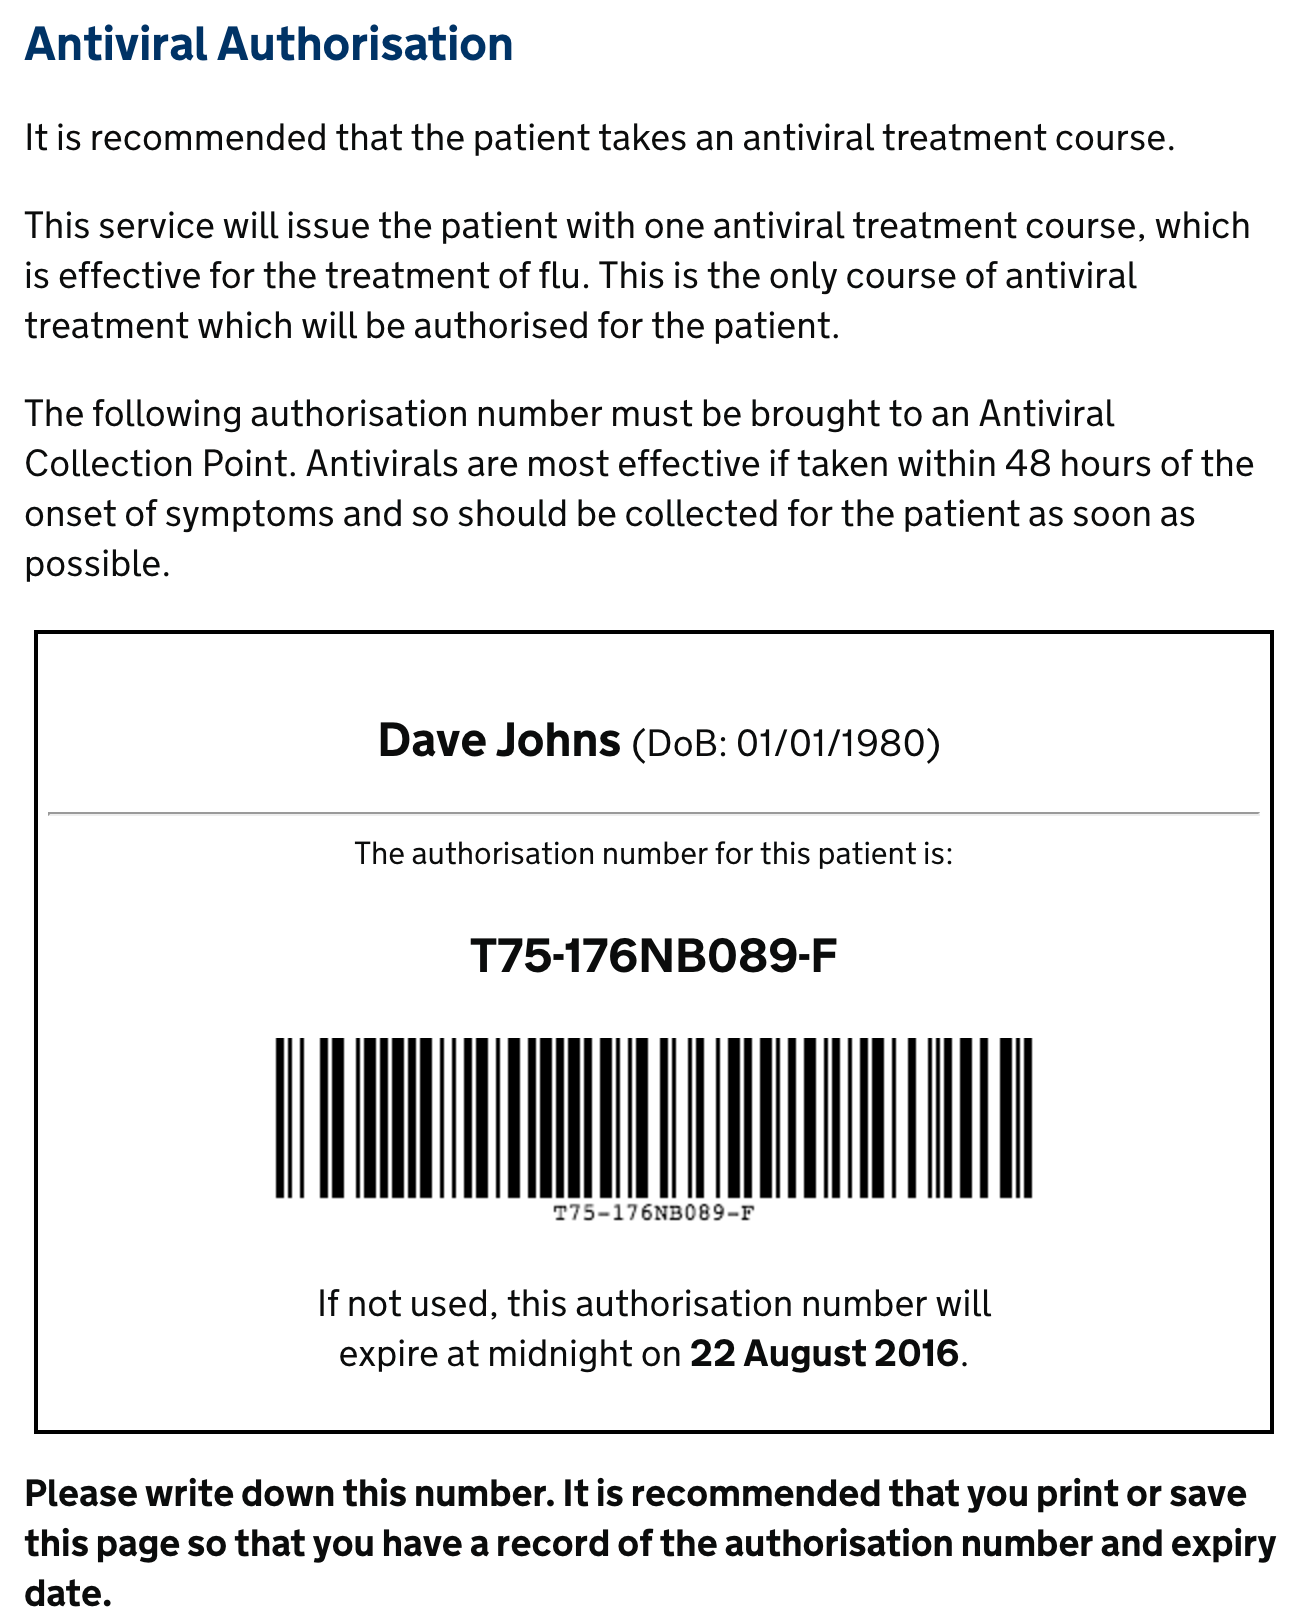 Antiviral Authorisation
It is recommended that the patient takes an antiviral treatment course.
This service will issue the patient with one antiviral treatment course, which
is effective for the treatment of flu. This is the only course of antiviral
treatment which will be authorised for the patient.
The following authorisation number must be brought to an Antiviral
Collection Point. Antivirals are most effective if taken within 48 hours of the
onset of symptoms and so should be collected for the patient as soon as
possible.
Dave Johns (DoB: 01/01/1980)
The authorisation number for this patient is:
T75-176NB089-F
T75-176NB089-F
If not used, this authorisation number will
expire at midnight on 22 August 2016.
Please write down this number. It is recommended that you print or save
this page so that you have a record of the authorisation number and expiry
date.